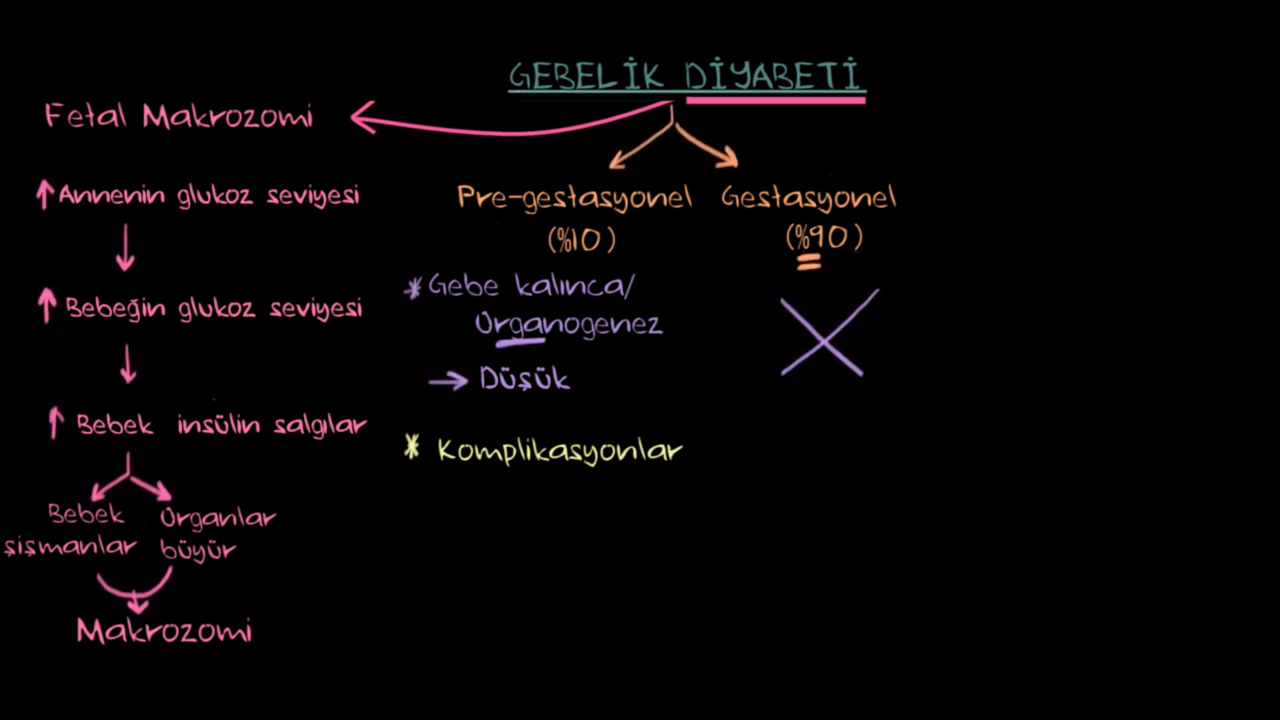 GEBELİK DİYABETİ
Fetal Makrozomi
↑ Annenin glukoz seviyesi
↑ Bebeğin glukoz seviyesi
↑ Bebek insülin salgılar
Bebek şişmanlar
Organlar büyür
Makrozomi
Pre-gestasyonel
(%10)
* Gebe kalınca/
Organogenez
→ Düşük
* Komplikasyonlar
Gestasyonel
(%90)